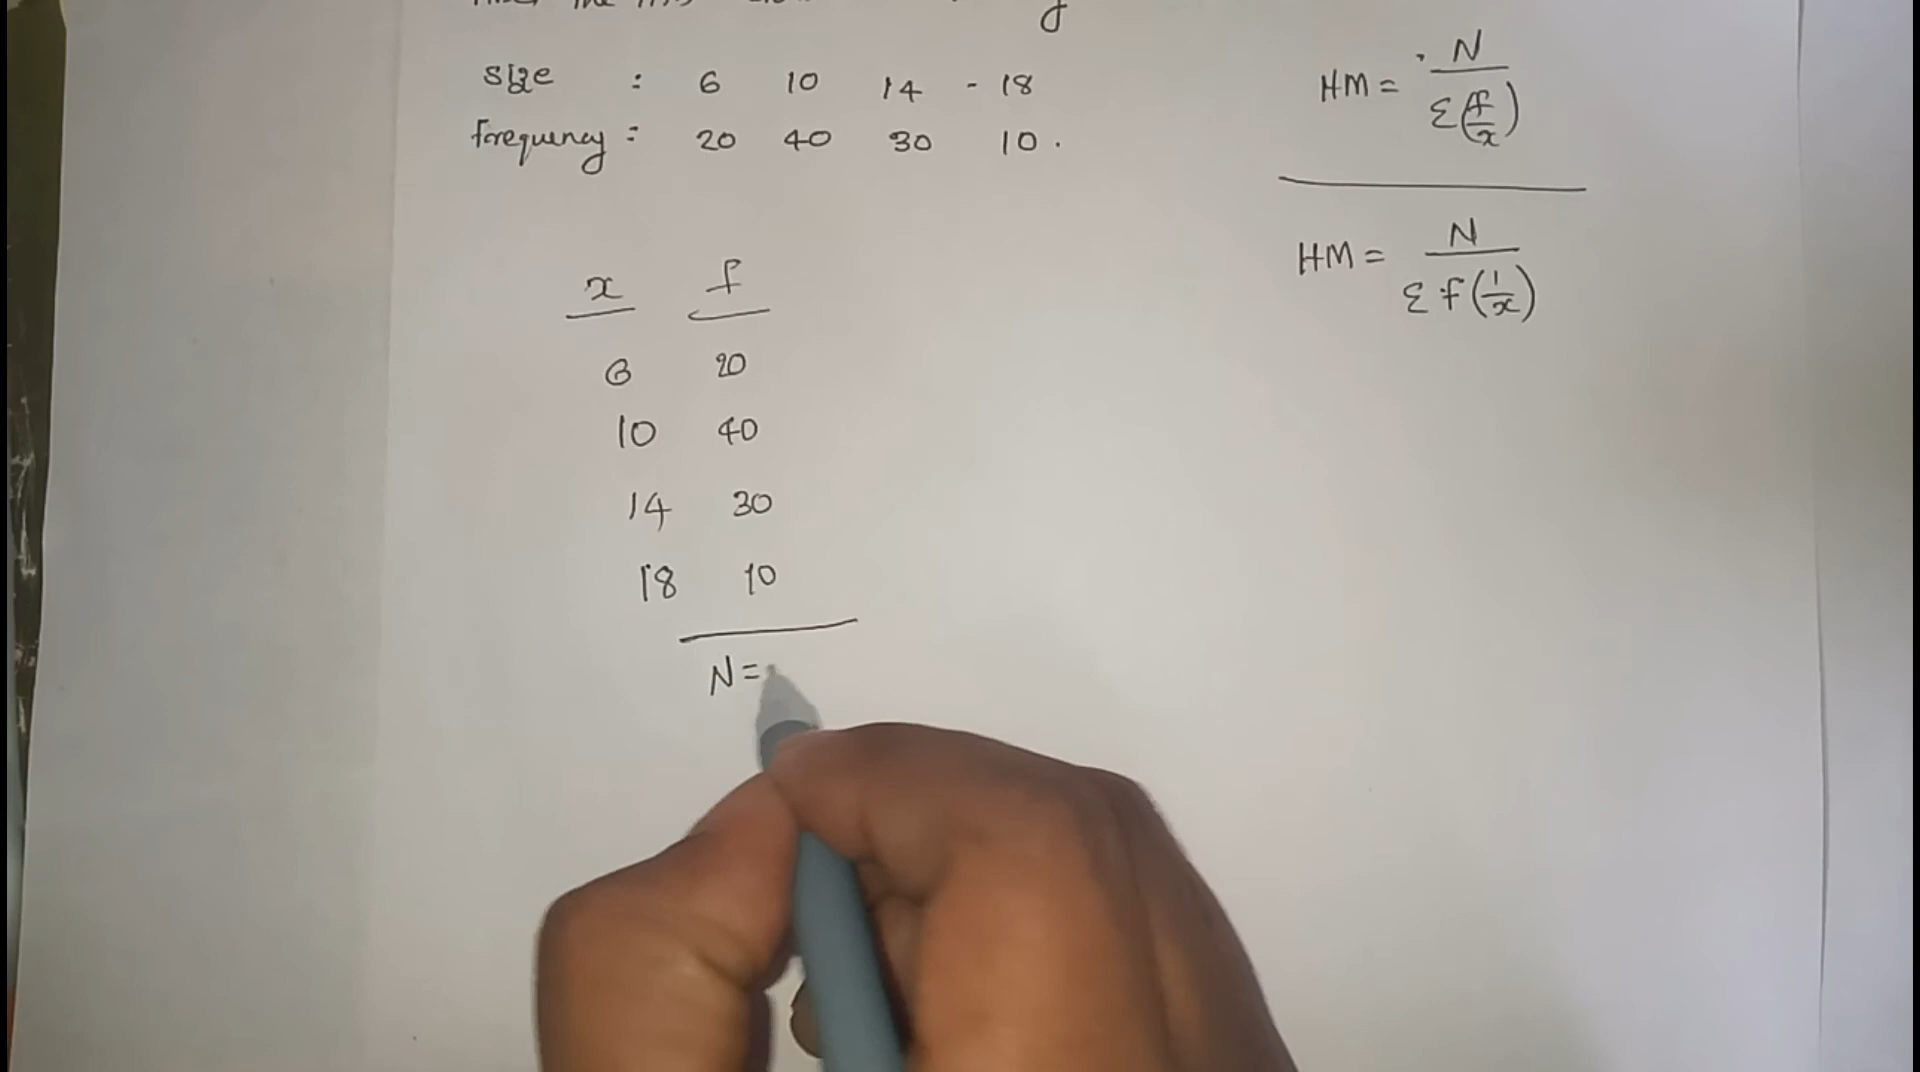 the
size : 6 10 14 - 18
frequency : 20 40 30 10 .
HM = N / Σ(f/x)
HM = N / Σ f(1/x)
x f
6 20
10 40
14 30
18 10
N =